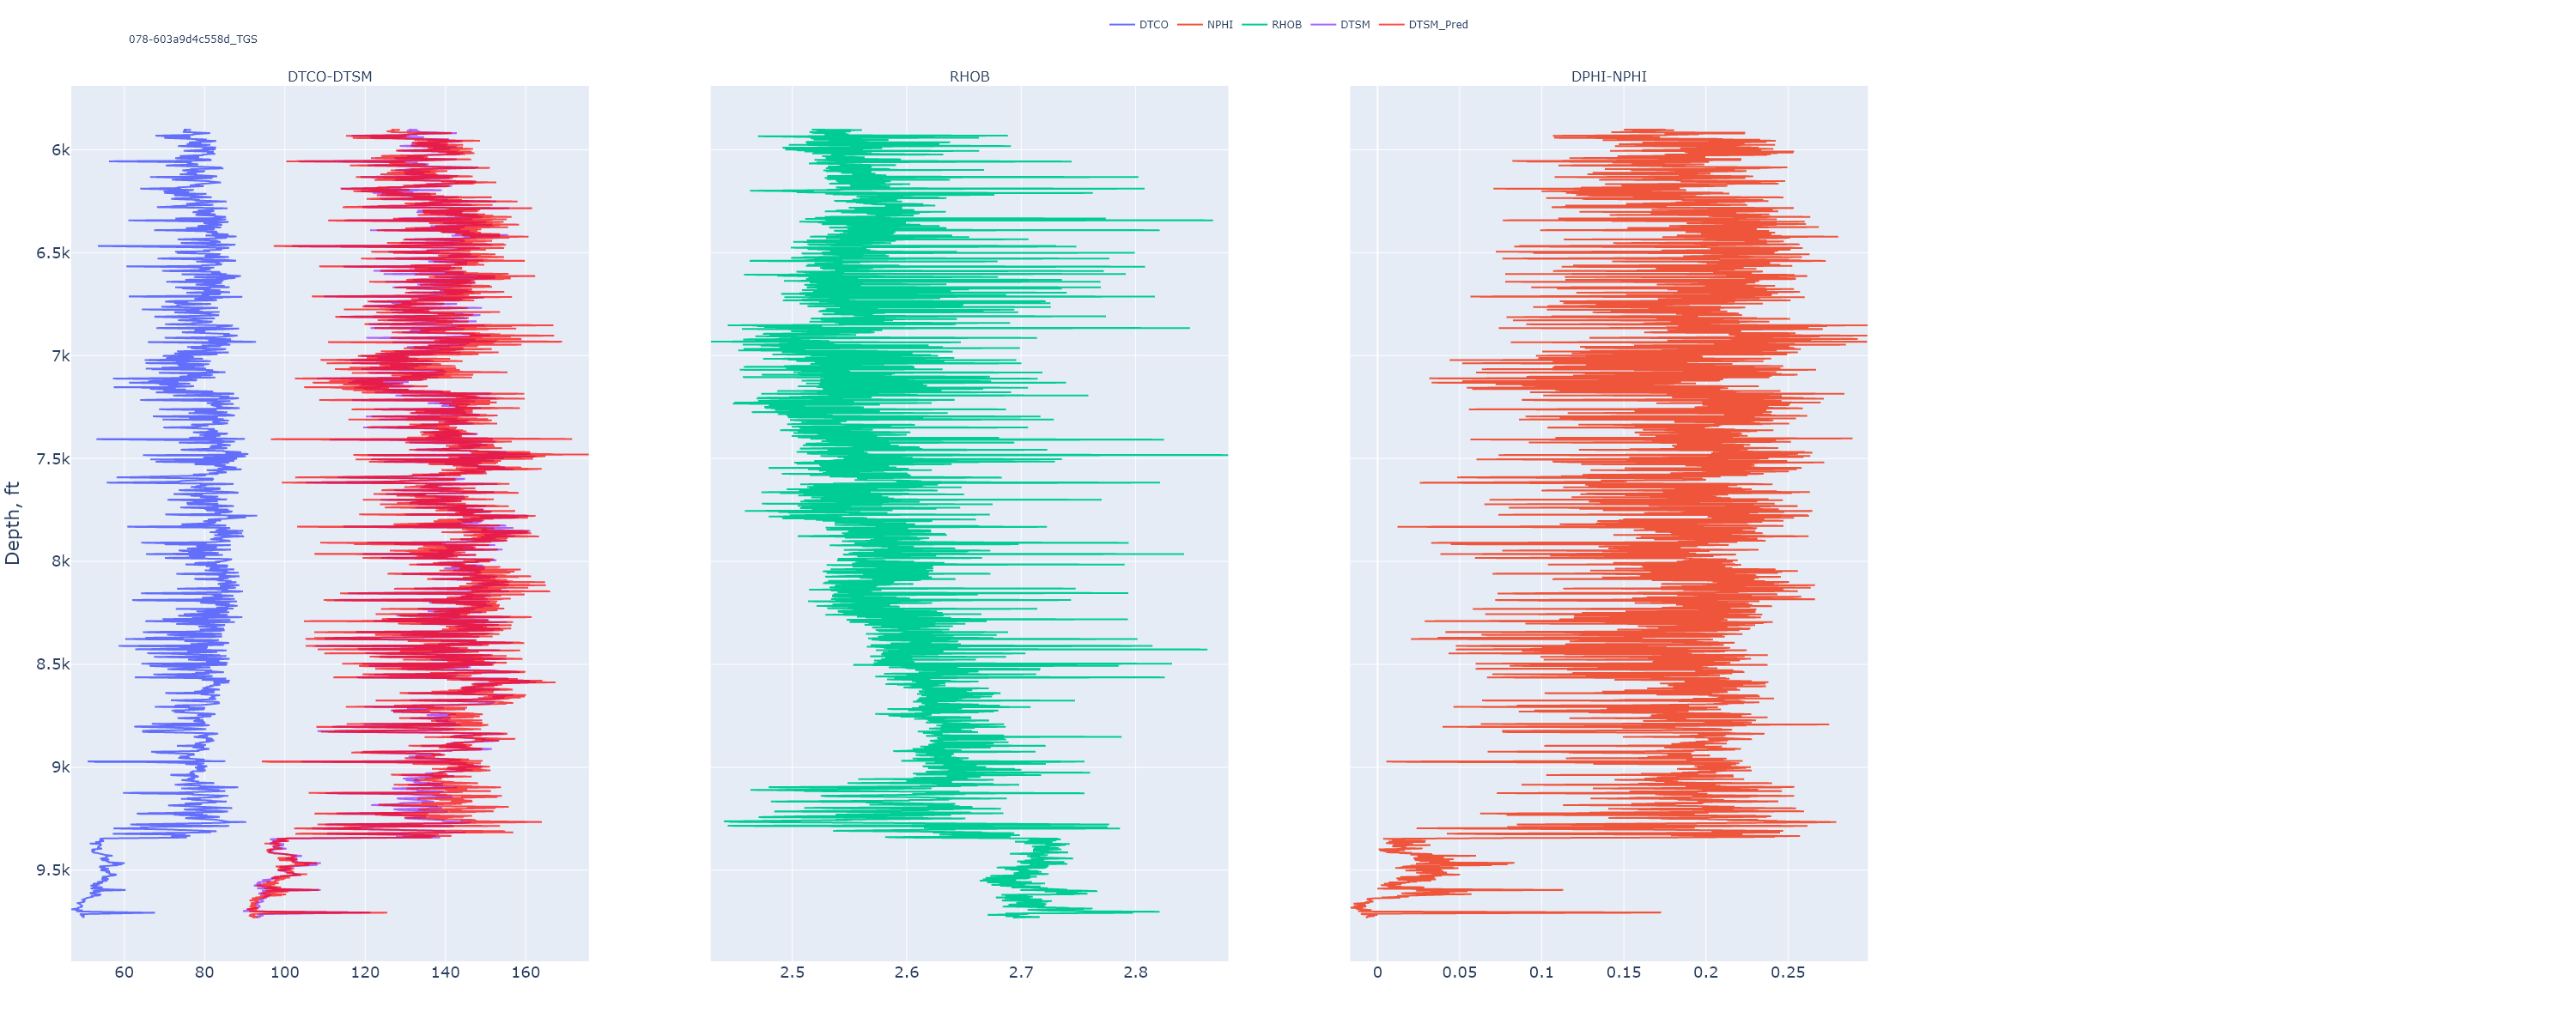 DTCO NPHI RHOB DTSM DTSM_Pred
078-603a9d4c558d_TGS
DTCO-DTSM RHOB DPHI-NPHI
Depth, ft
6k
6.5k
7k
7.5k
8k
8.5k
9k
9.5k
60 80 100 120 140 160
2.5 2.6 2.7 2.8
0 0.05 0.1 0.15 0.2 0.25